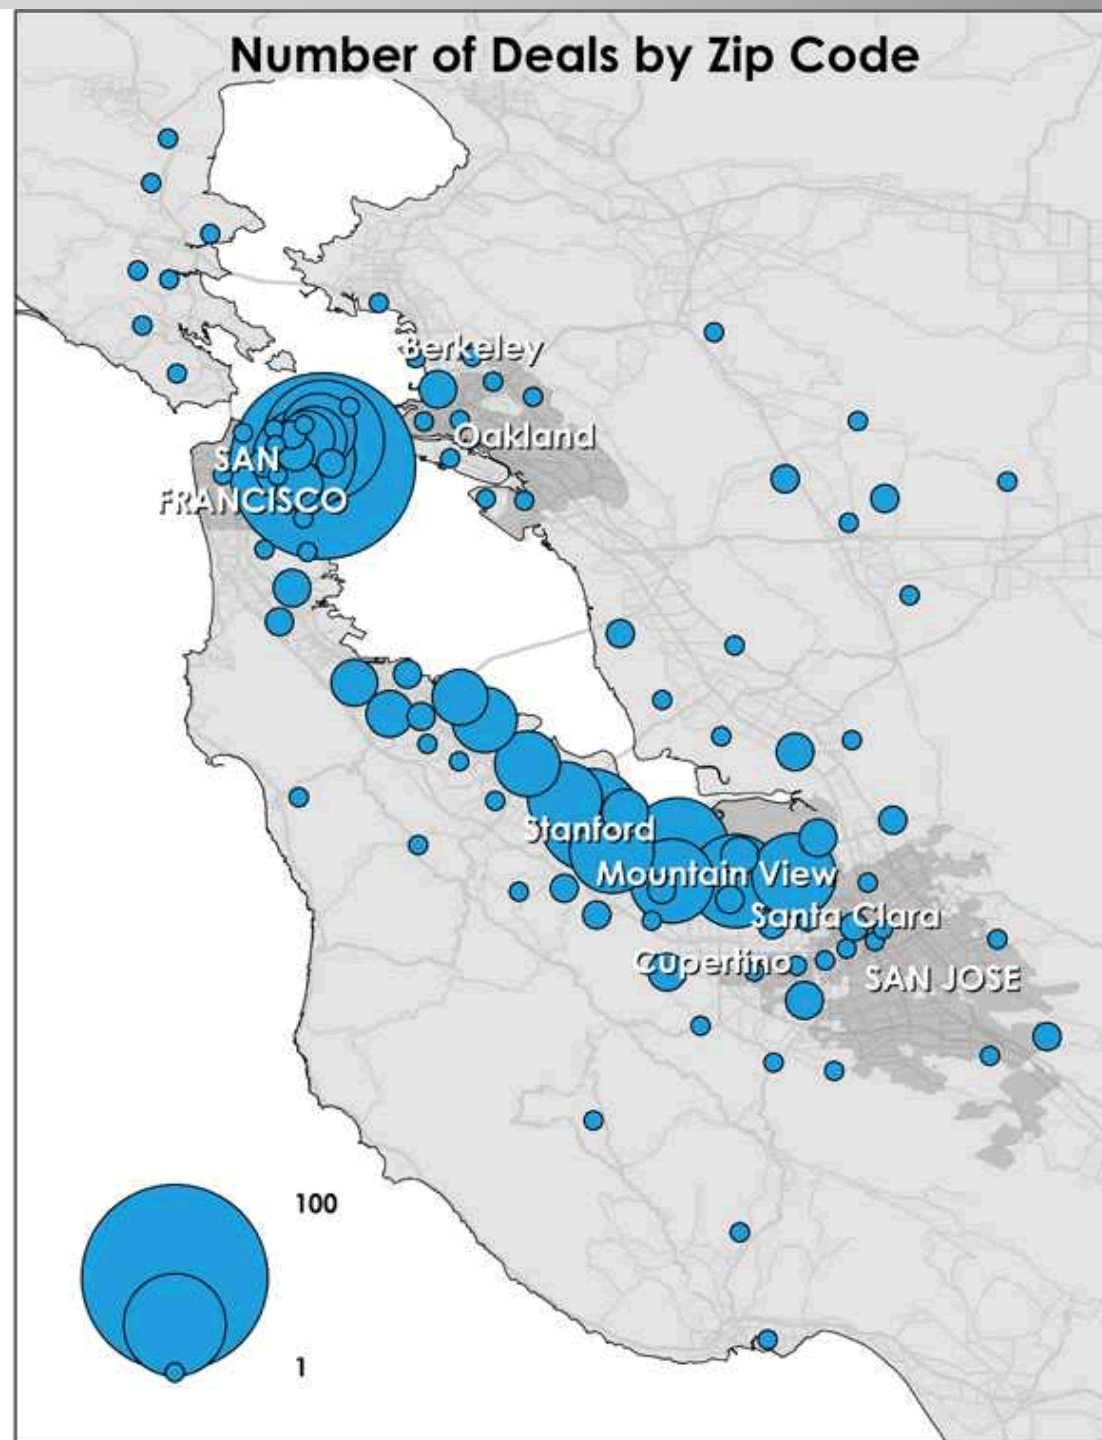 Number of Deals by Zip Code
Berkeley
Oakland
SAN
FRANCISCO
Stanford
Mountain View
Santa Clara
Cupertino
SAN JOSE
100
1